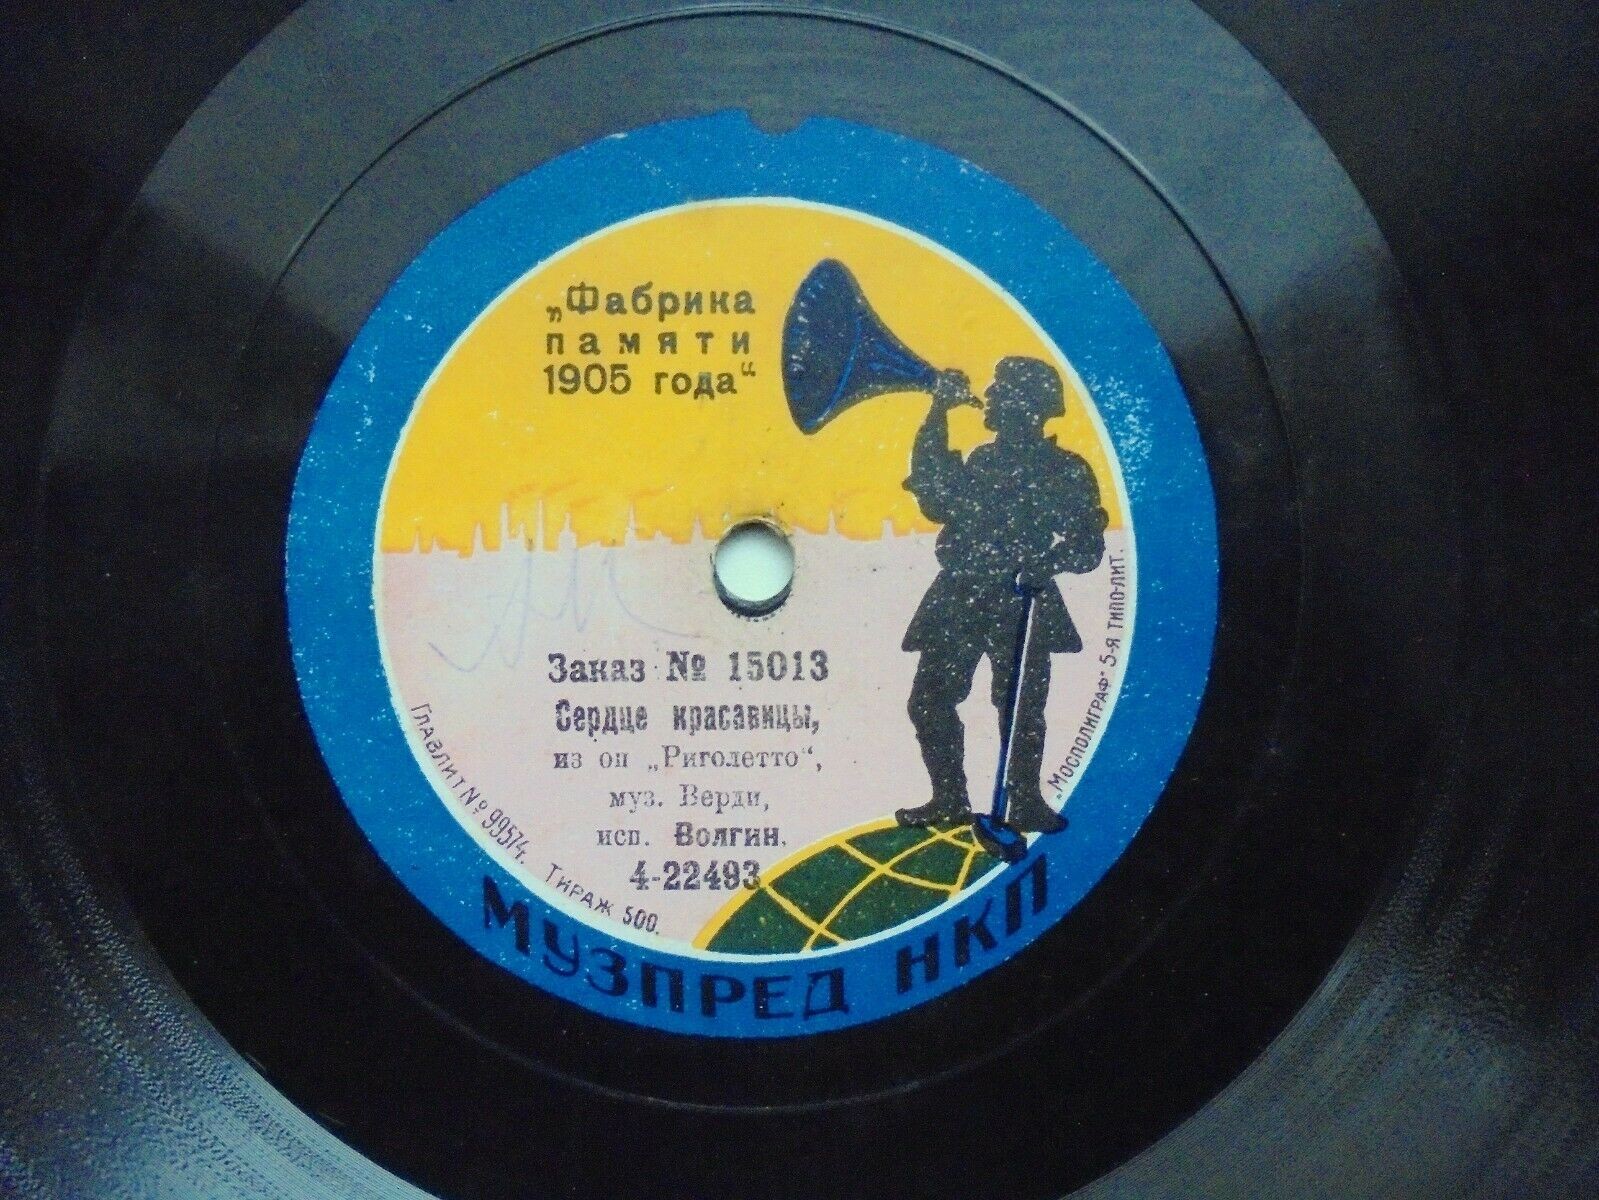 „Фабрика
памяти
1905 года“
Заказ № 15013
Сердце красавицы,
из оп „Риголетто“,
муз. Верди,
исп. Волгин.
4-22493
Главлит № 99574. Тираж 500.
„Мосполиграф“ 5-я типо-лит.
МУЗПРЕД НКП